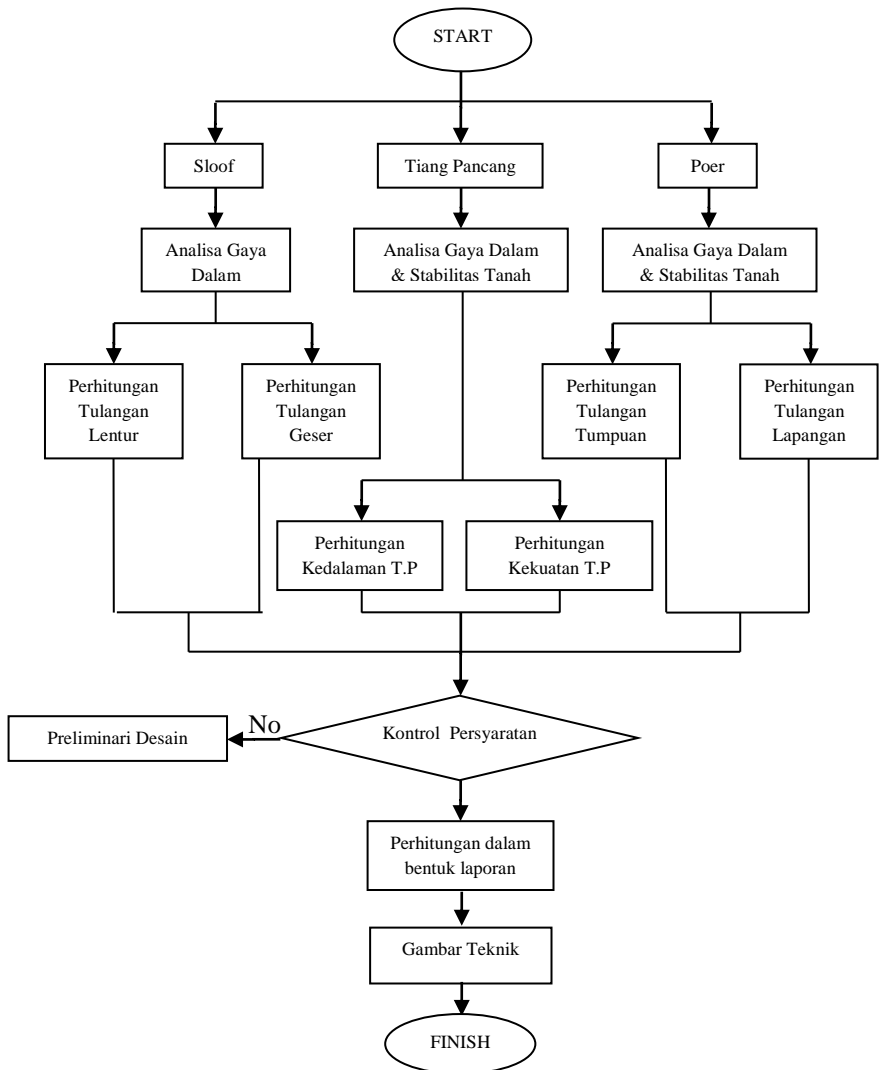 START
Sloof
Tiang Pancang
Poer
Analisa Gaya
Dalam
Analisa Gaya Dalam
& Stabilitas Tanah
Analisa Gaya Dalam
& Stabilitas Tanah
Perhitungan
Tulangan
Lentur
Perhitungan
Tulangan
Geser
Perhitungan
Tulangan
Tumpuan
Perhitungan
Tulangan
Lapangan
Perhitungan
Kedalaman T.P
Perhitungan
Kekuatan T.P
Kontrol Persyaratan
No
Preliminari Desain
Perhitungan dalam
bentuk laporan
Gambar Teknik
FINISH